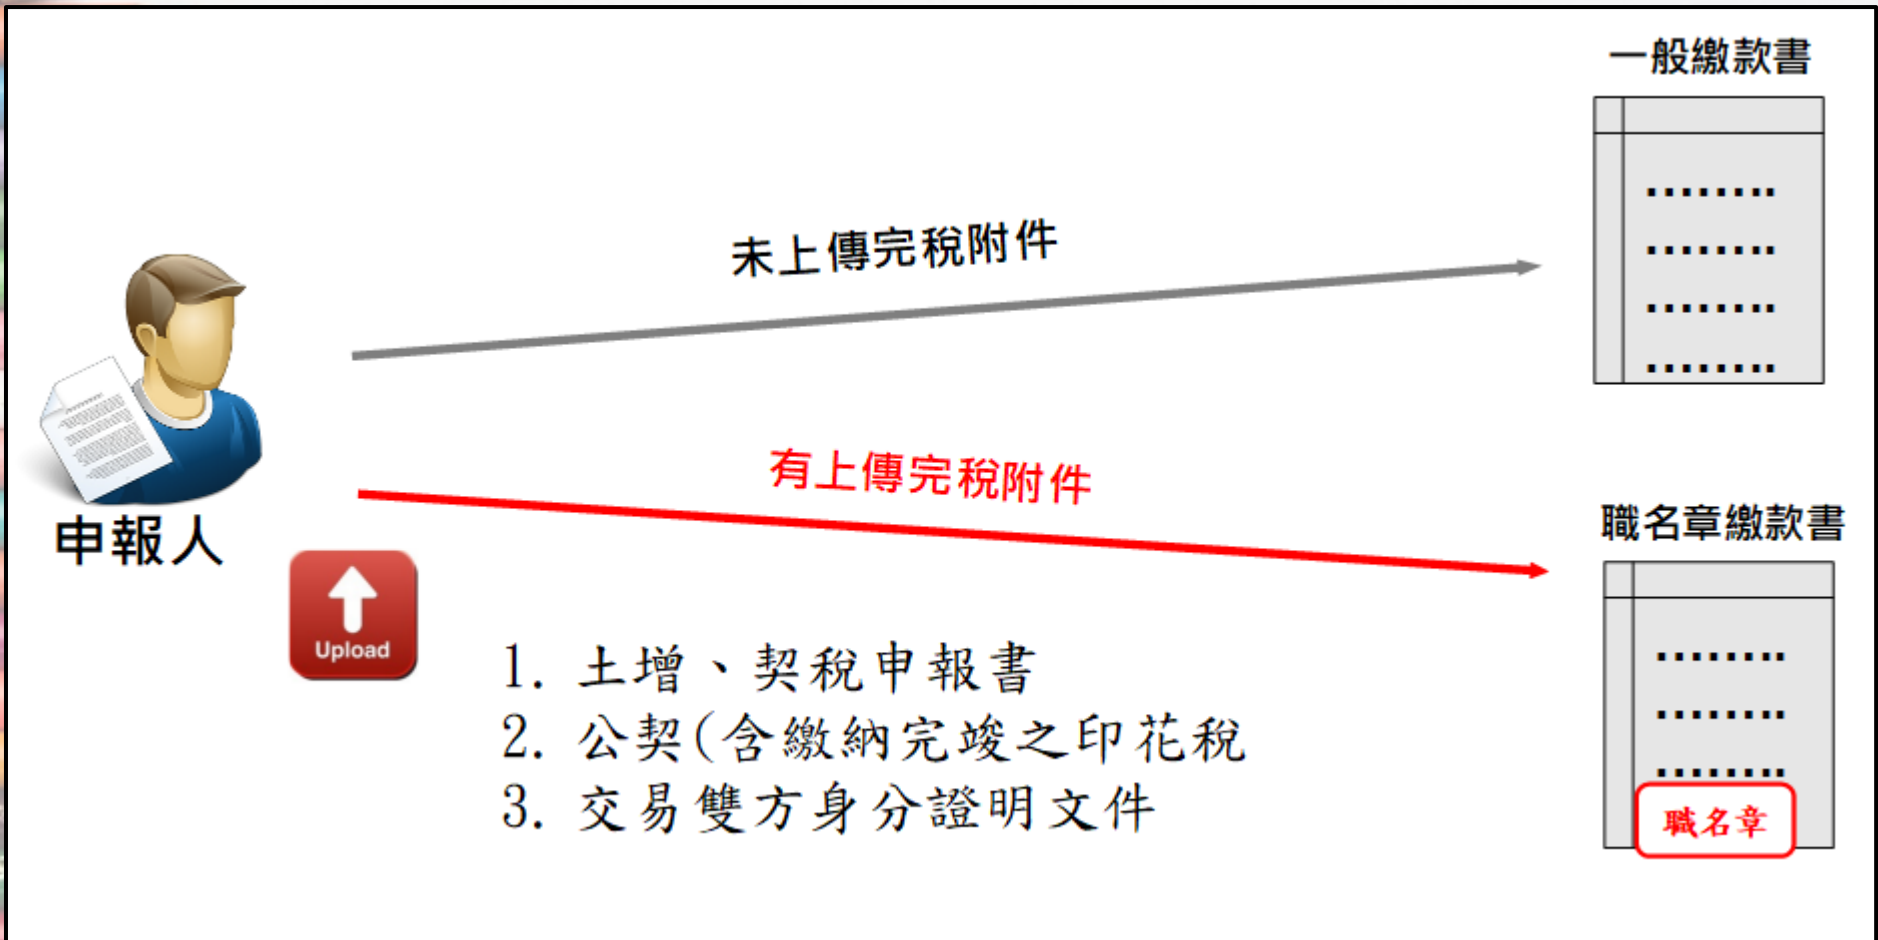 一般繳款書
未上傳完稅附件
有上傳完稅附件
申報人
職名章繳款書
Upload
1. 土增、契稅申報書
2. 公契(含繳納完竣之印花稅
3. 交易雙方身分證明文件
職名章